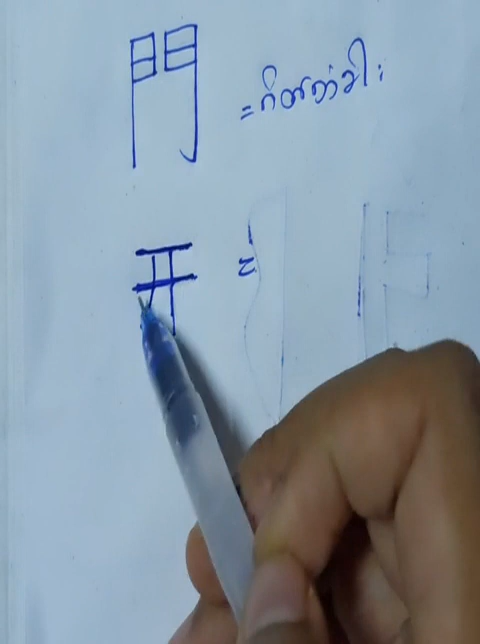 門
= ဂိတ်တံခါး
开 =